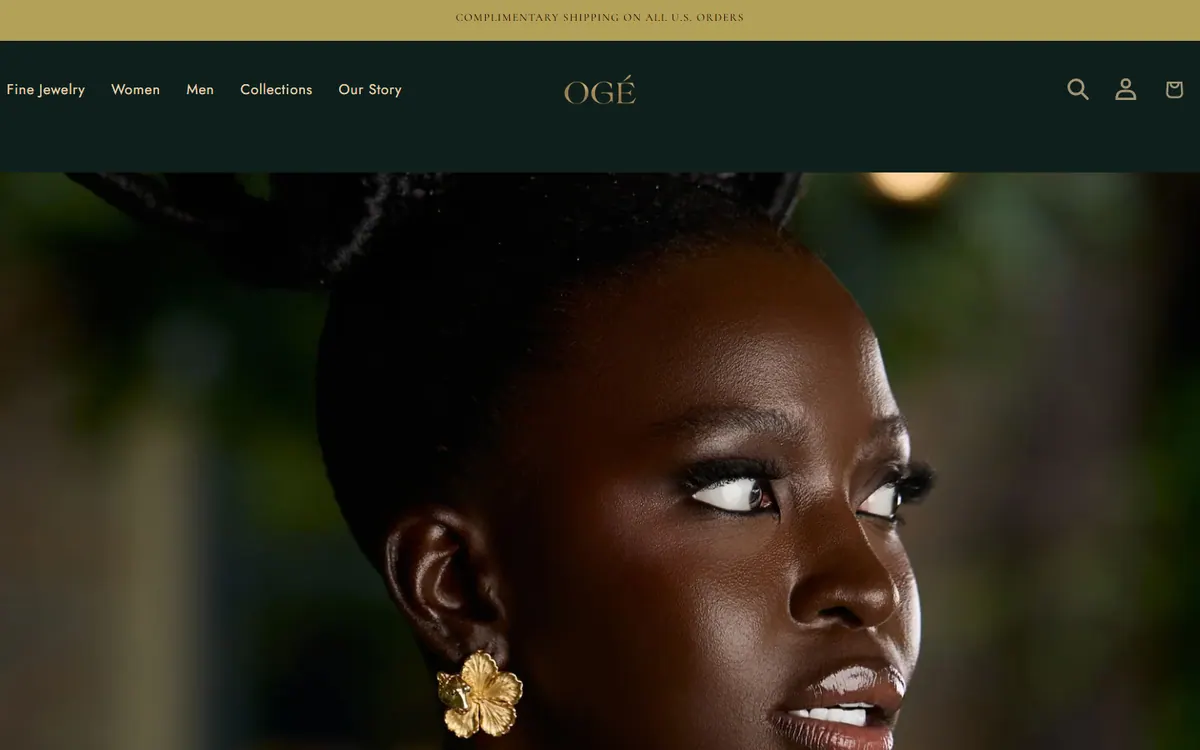 COMPLIMENTARY SHIPPING ON ALL U.S. ORDERS
Fine Jewelry Women Men Collections Our Story
OGÉ